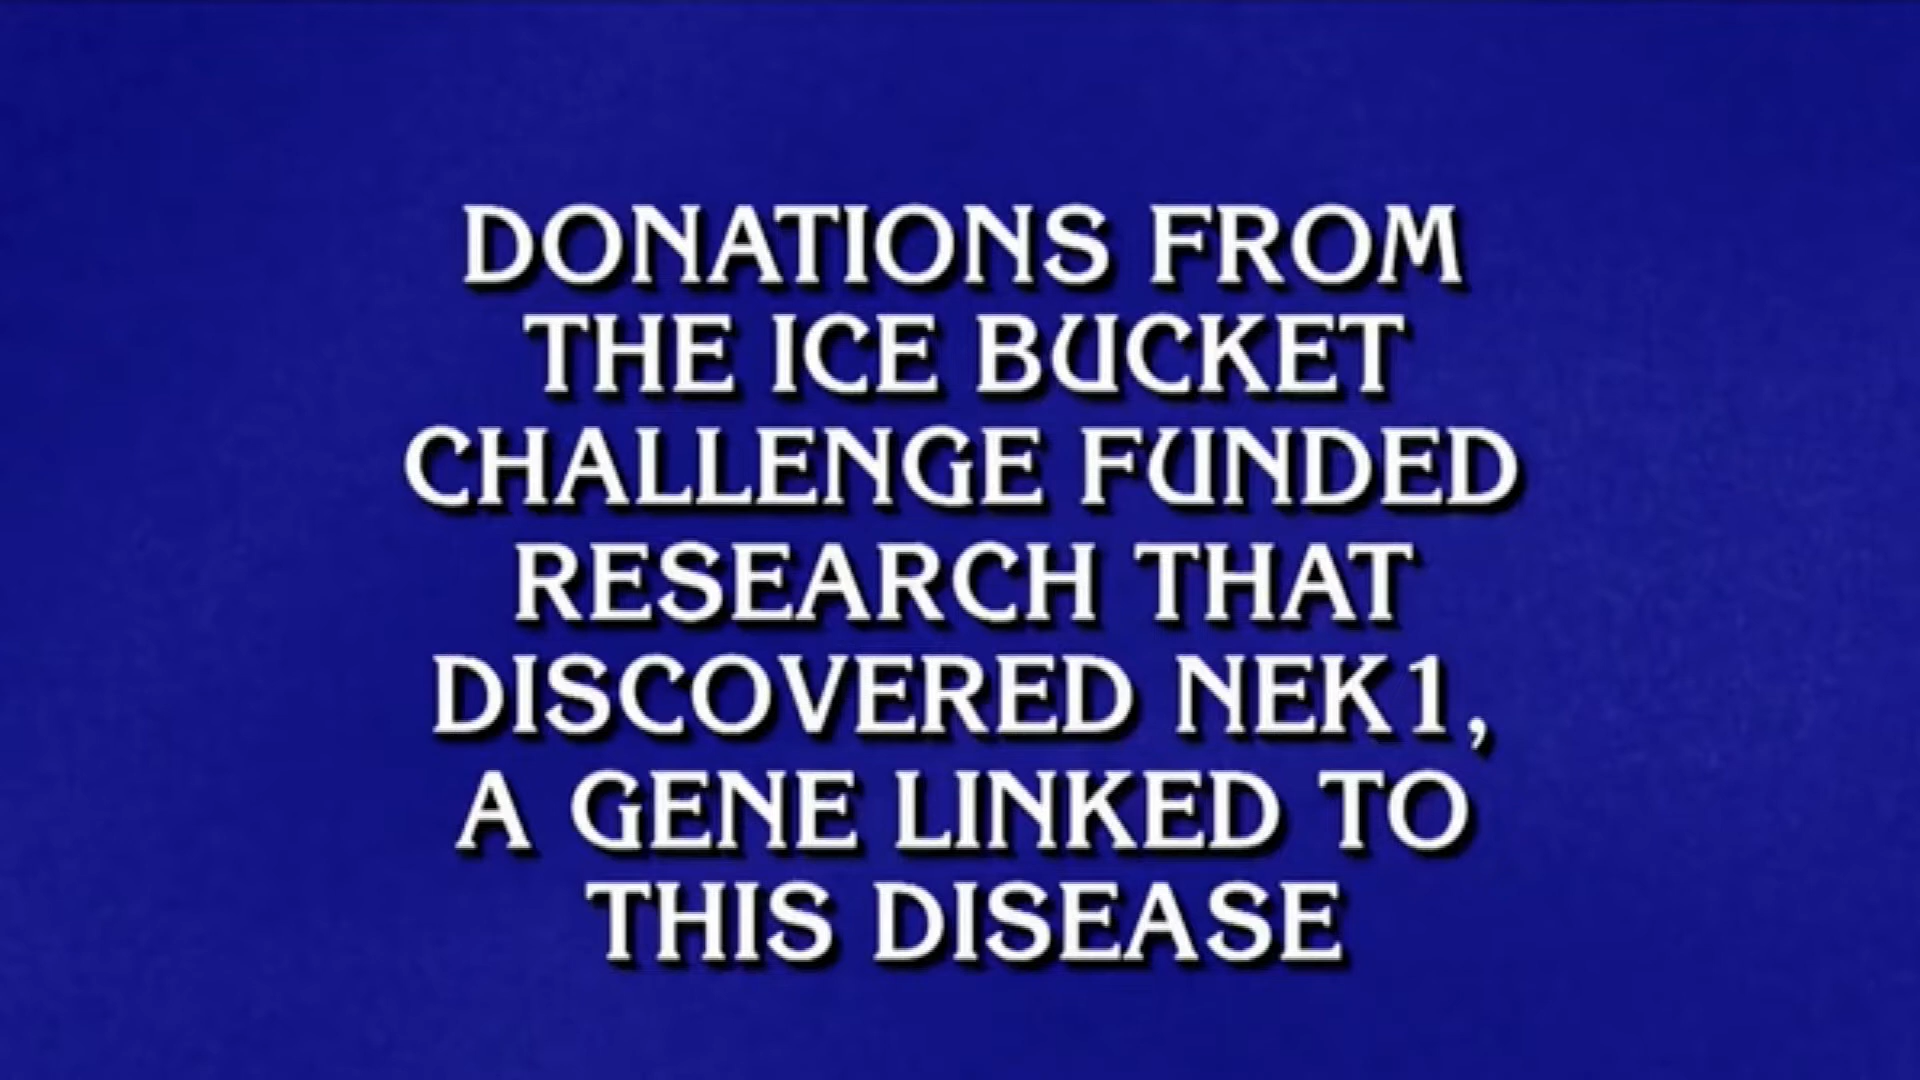 DONATIONS FROM
THE ICE BUCKET
CHALLENGE FUNDED
RESEARCH THAT
DISCOVERED NEK1,
A GENE LINKED TO
THIS DISEASE